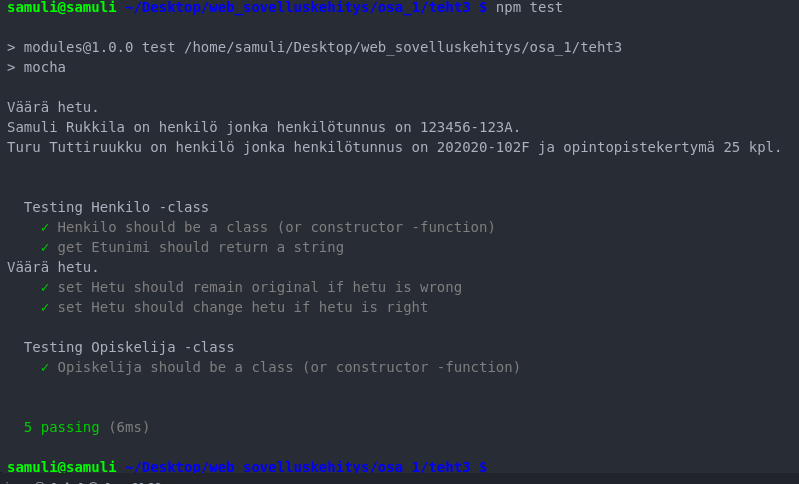 samuli@samuli ~/Desktop/web_sovelluskehitys/osa_1/teht3 $ npm test
> modules@1.0.0 test /home/samuli/Desktop/web_sovelluskehitys/osa_1/teht3
> mocha
Väärä hetu.
Samuli Rukkila on henkilö jonka henkilötunnus on 123456-123A.
Turu Tuttiruukku on henkilö jonka henkilötunnus on 202020-102F ja opintopistekertymä 25 kpl.
Testing Henkilo -class
✓ Henkilo should be a class (or constructor -function)
✓ get Etunimi should return a string
Väärä hetu.
✓ set Hetu should remain original if hetu is wrong
✓ set Hetu should change hetu if hetu is right
Testing Opiskelija -class
✓ Opiskelija should be a class (or constructor -function)
5 passing (6ms)
samuli@samuli ~/Desktop/web_sovelluskehitys/osa_1/teht3 $